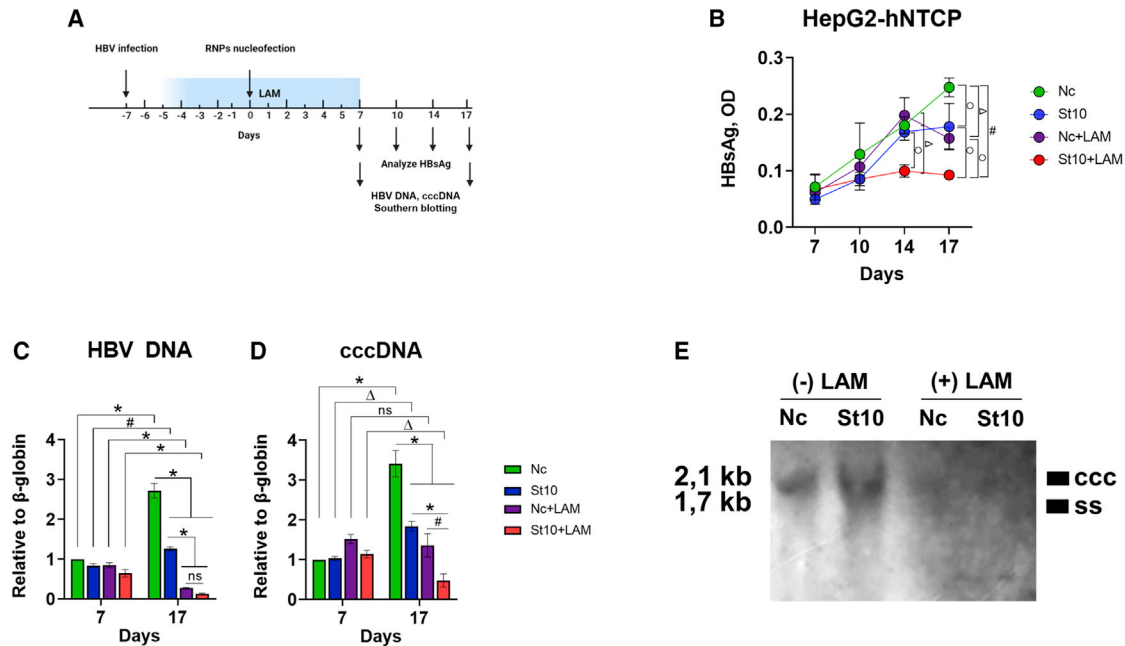 A
HBV infection
RNPs nucleofection
LAM
-7 -6 -5 -4 -3 -2 -1 0 1 2 3 4 5 7 10 14 17
Days
Analyze HBsAg
HBV DNA, cccDNA
Southern blotting
B
HepG2-hNTCP
HBsAg, OD
0.3
0.2
0.1
0.0
7 10 14 17
Days
Δ
#
Δ
Nc
St10
Nc+LAM
St10+LAM
C
HBV DNA
Relative to β-globin
4
3
2
1
0
*
#
*
*
*
*
ns
7 17
Days
D
cccDNA
Relative to β-globin
4
3
2
1
0
*
Δ
ns
Δ
*
*
#
7 17
Days
Nc
St10
Nc+LAM
St10+LAM
E
(-) LAM (+) LAM
Nc St10 Nc St10
2,1 kb
1,7 kb
ccc
ss